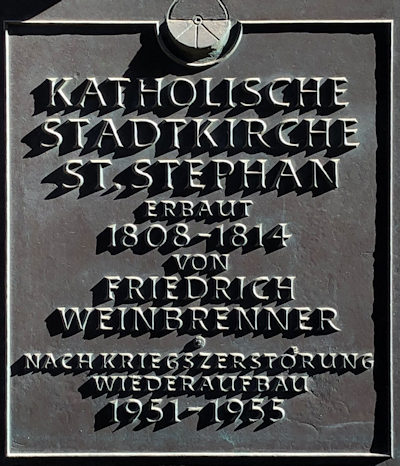 KATHOLISCHE
STADTKIRCHE
ST. STEPHAN
ERBAUT
1808–1814
VON
FRIEDRICH
WEINBRENNER
NACH KRIEGSZERSTÖRUNG
WIEDERAUFBAU
1951–1955